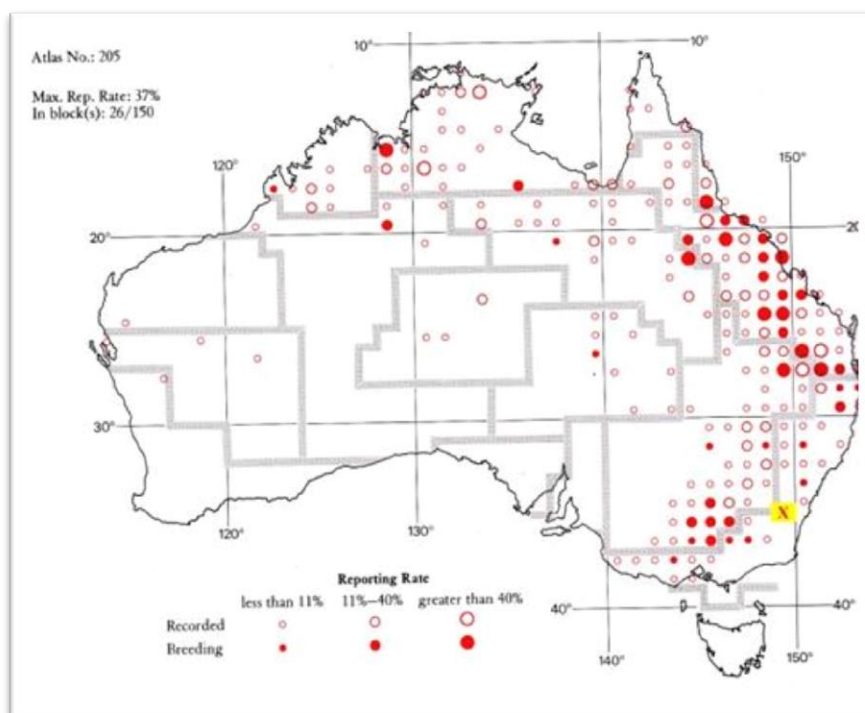 Atlas No.: 205
Max. Rep. Rate: 37%
In block(s): 26/150
10°
10°
120°
150°
20°
20
30°
X
120°
130°
Reporting Rate
less than 11% 11%–40% greater than 40%
Recorded
Breeding
40°
40°
140°
150°